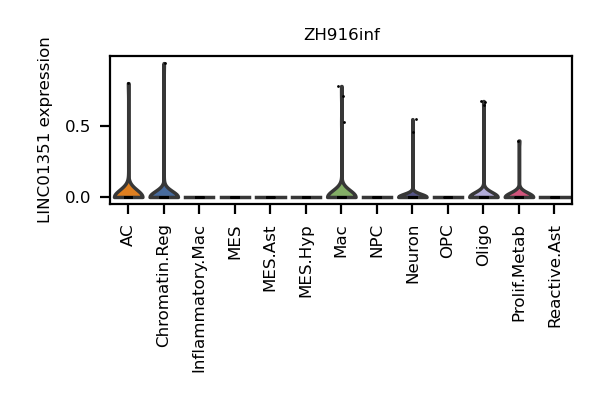 ZH916inf
LINC01351 expression
0.5
0.0
AC
Chromatin.Reg
Inflammatory.Mac
MES
MES.Ast
MES.Hyp
Mac
NPC
Neuron
OPC
Oligo
Prolif.Metab
Reactive.Ast